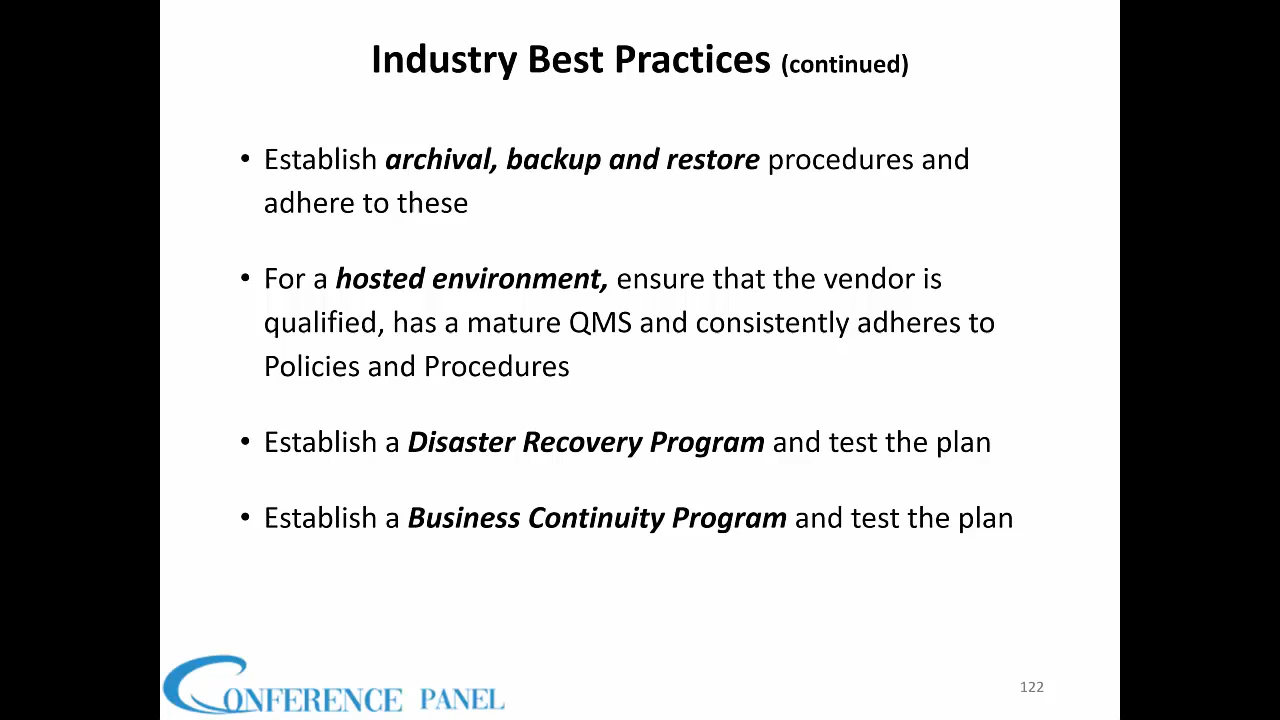 Industry Best Practices (continued)
• Establish archival, backup and restore procedures and
adhere to these
• For a hosted environment, ensure that the vendor is
qualified, has a mature QMS and consistently adheres to
Policies and Procedures
• Establish a Disaster Recovery Program and test the plan
• Establish a Business Continuity Program and test the plan
CONFERENCE PANEL
122